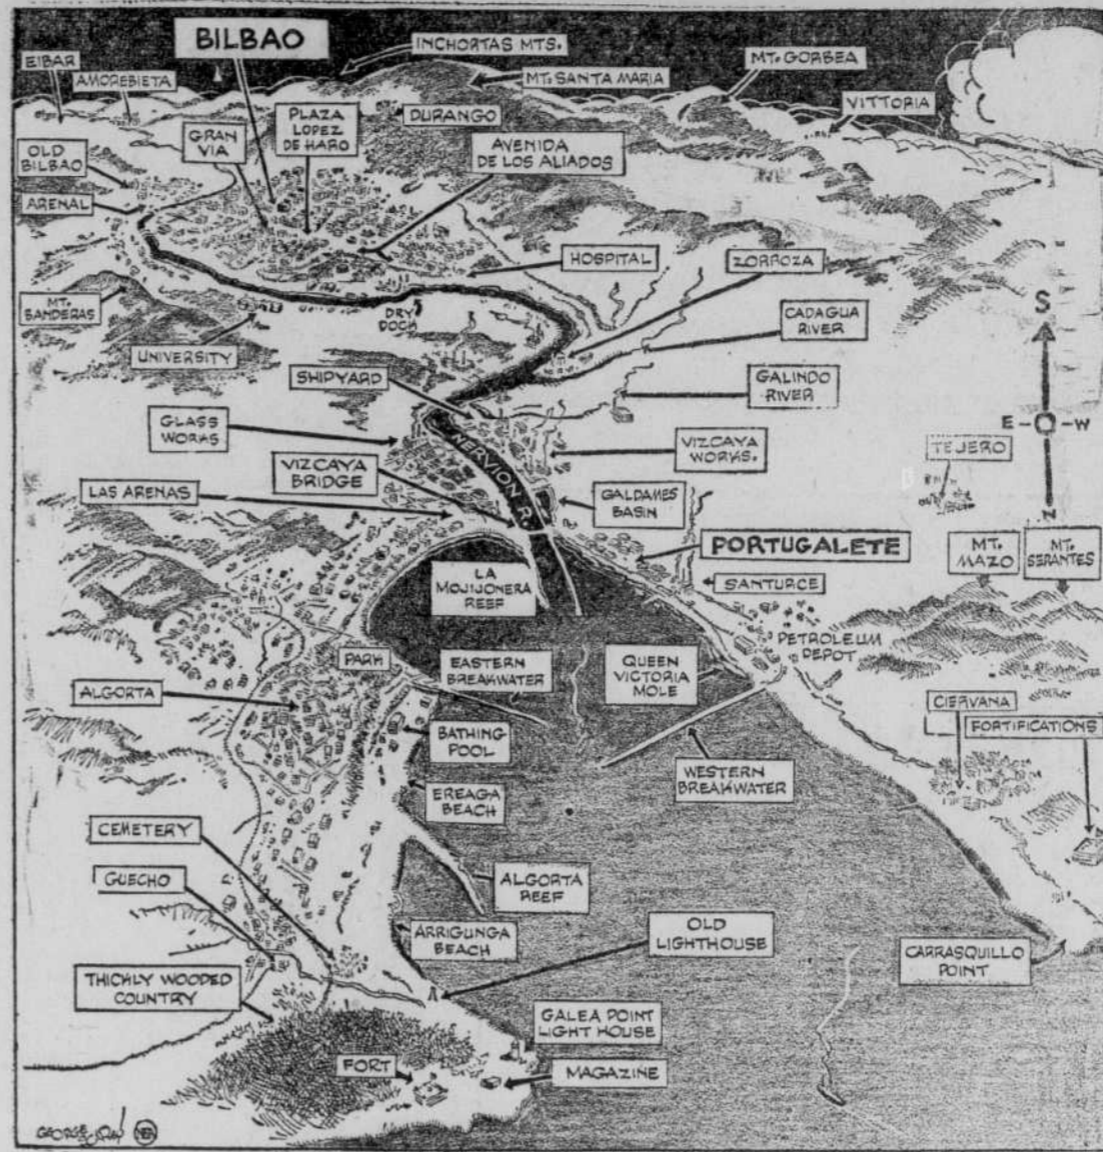 BILBAO
INCHORTAS MTS.
MT. GORBEA
EIBAR
AMOREBIETA
MT. SANTA MARIA
VITTORIA
PLAZA
LOPEZ
DE HARO
DURANGO
GRAN
VIA
AVENIDA
DE LOS ALIADOS
OLD
BILBAO
ARENAL
HOSPITAL
ZORROZA
MT.
BANDERAS
DRY
DOCK
CADAGUA
RIVER
UNIVERSITY
S
SHIPYARD
GALINDO
RIVER
GLASS
WORKS
E
W
NERVION R.
VIZCAYA
WORKS.
TEJERO
VIZCAYA
BRIDGE
LAS ARENAS
GALDAMES
BASIN
N
PORTUGALETE
MT.
MAZO
MT.
SERANTES
LA
MOJIJONERA
REEF
SANTURCE
PETROLEUM
DEPOT
PARK
EASTERN
BREAKWATER
QUEEN
VICTORIA
MOLE
ALGORTA
CIERVANA
FORTIFICATIONS
BATHING
POOL
WESTERN
BREAKWATER
EREAGA
BEACH
CEMETERY
GUECHO
ALGORTA
REEF
ARRIGUNGA
BEACH
OLD
LIGHTHOUSE
CARRASQUILLO
POINT
THICHLY WOODED
COUNTRY
GALEA POINT
LIGHT HOUSE
FORT
MAGAZINE
GEORGE
NEA